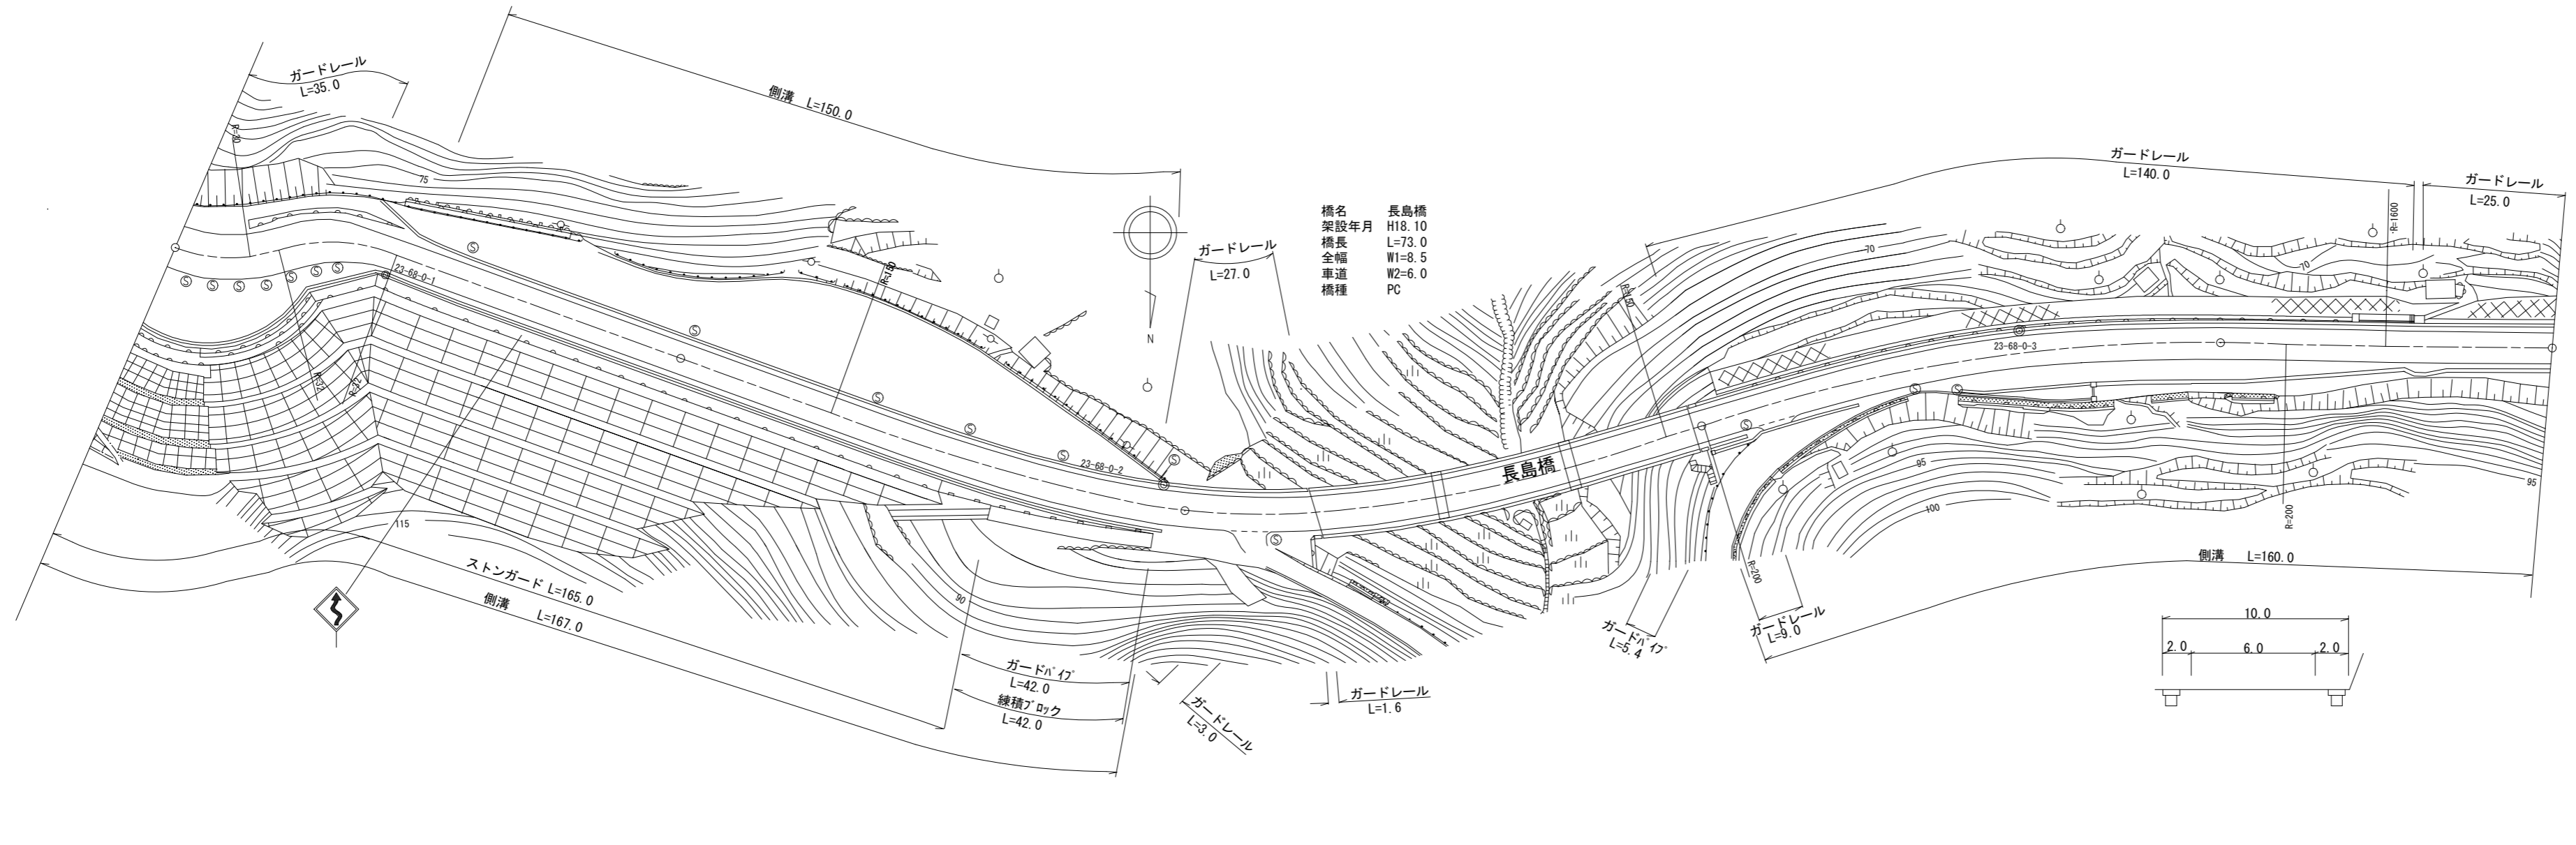 ガードレール
L=35.0
側溝 L=150.0
75
23-68-0-1
R=150
R=32
R=32
115
ストンガード L=165.0
側溝 L=167.0
23-68-0-2
ガードレール
L=27.0
N
橋名 長島橋
架設年月 H18.10
橋長 L=73.0
全幅 W1=8.5
車道 W2=6.0
橋種 PC
長島橋
90
ガードパイプ
L=42.0
練積ブロック
L=42.0
ガードレール
L=3.0
ガードレール
L=1.6
ガードレール
L=140.0
ガードレール
L=25.0
R=1600
R=150
70
70
23-68-0-3
95
100
95
R=200
R=200
ガードパイプ
L=5.4
ガードレール
L=9.0
側溝 L=160.0
10.0
2.0 6.0 2.0